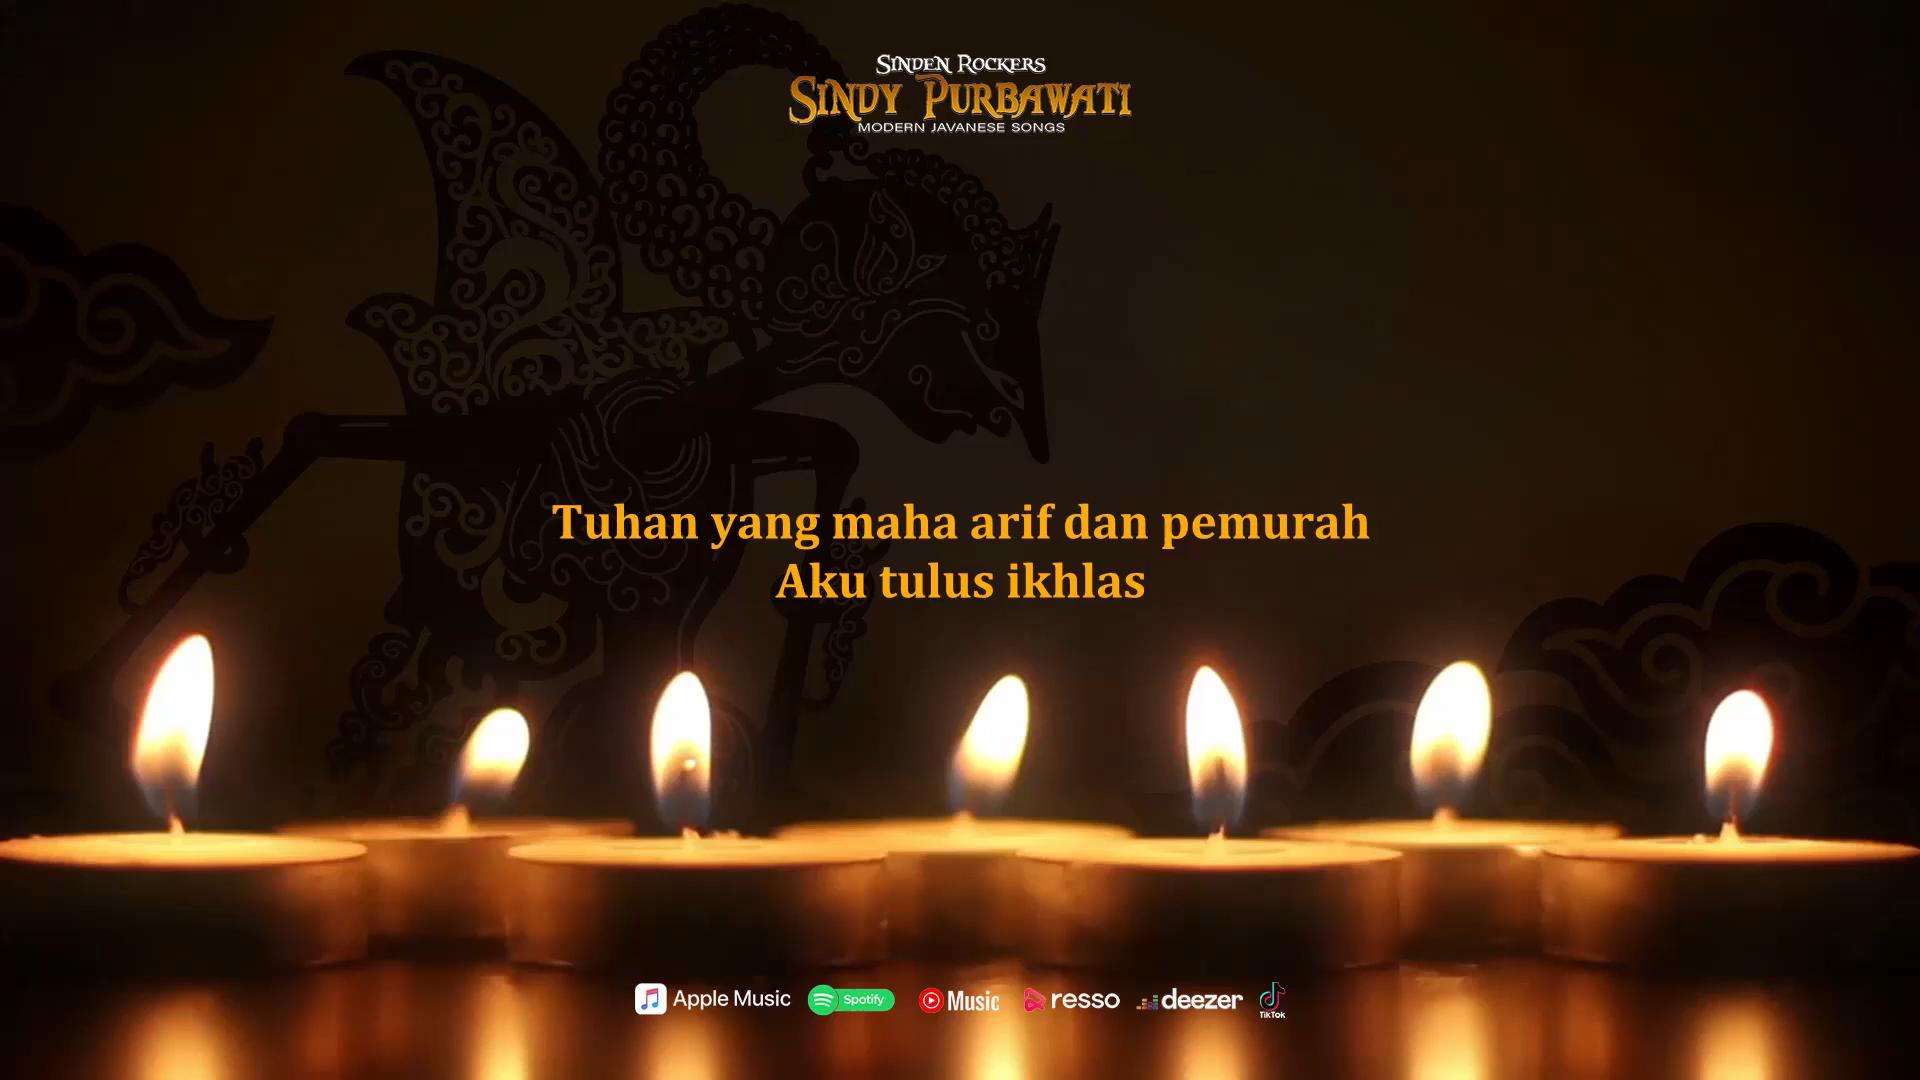 SINDEN ROCKERS
SINDY PURBAWATI
MODERN JAVANESE SONGS
Tuhan yang maha arif dan pemurah
Aku tulus ikhlas
Apple Music Spotify Music resso deezer TikTok